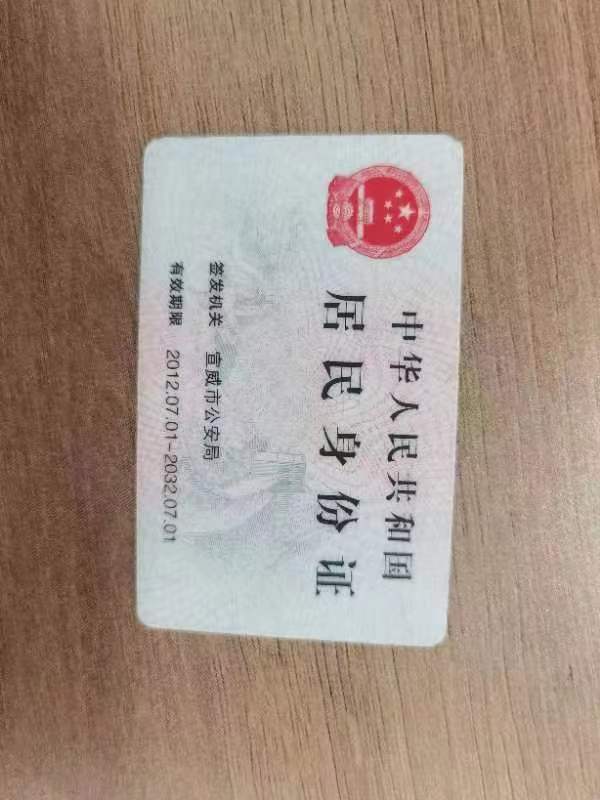 中华人民共和国
居民身份证
签发机关 宣威市公安局
有效期限 2012.07.01-2032.07.01